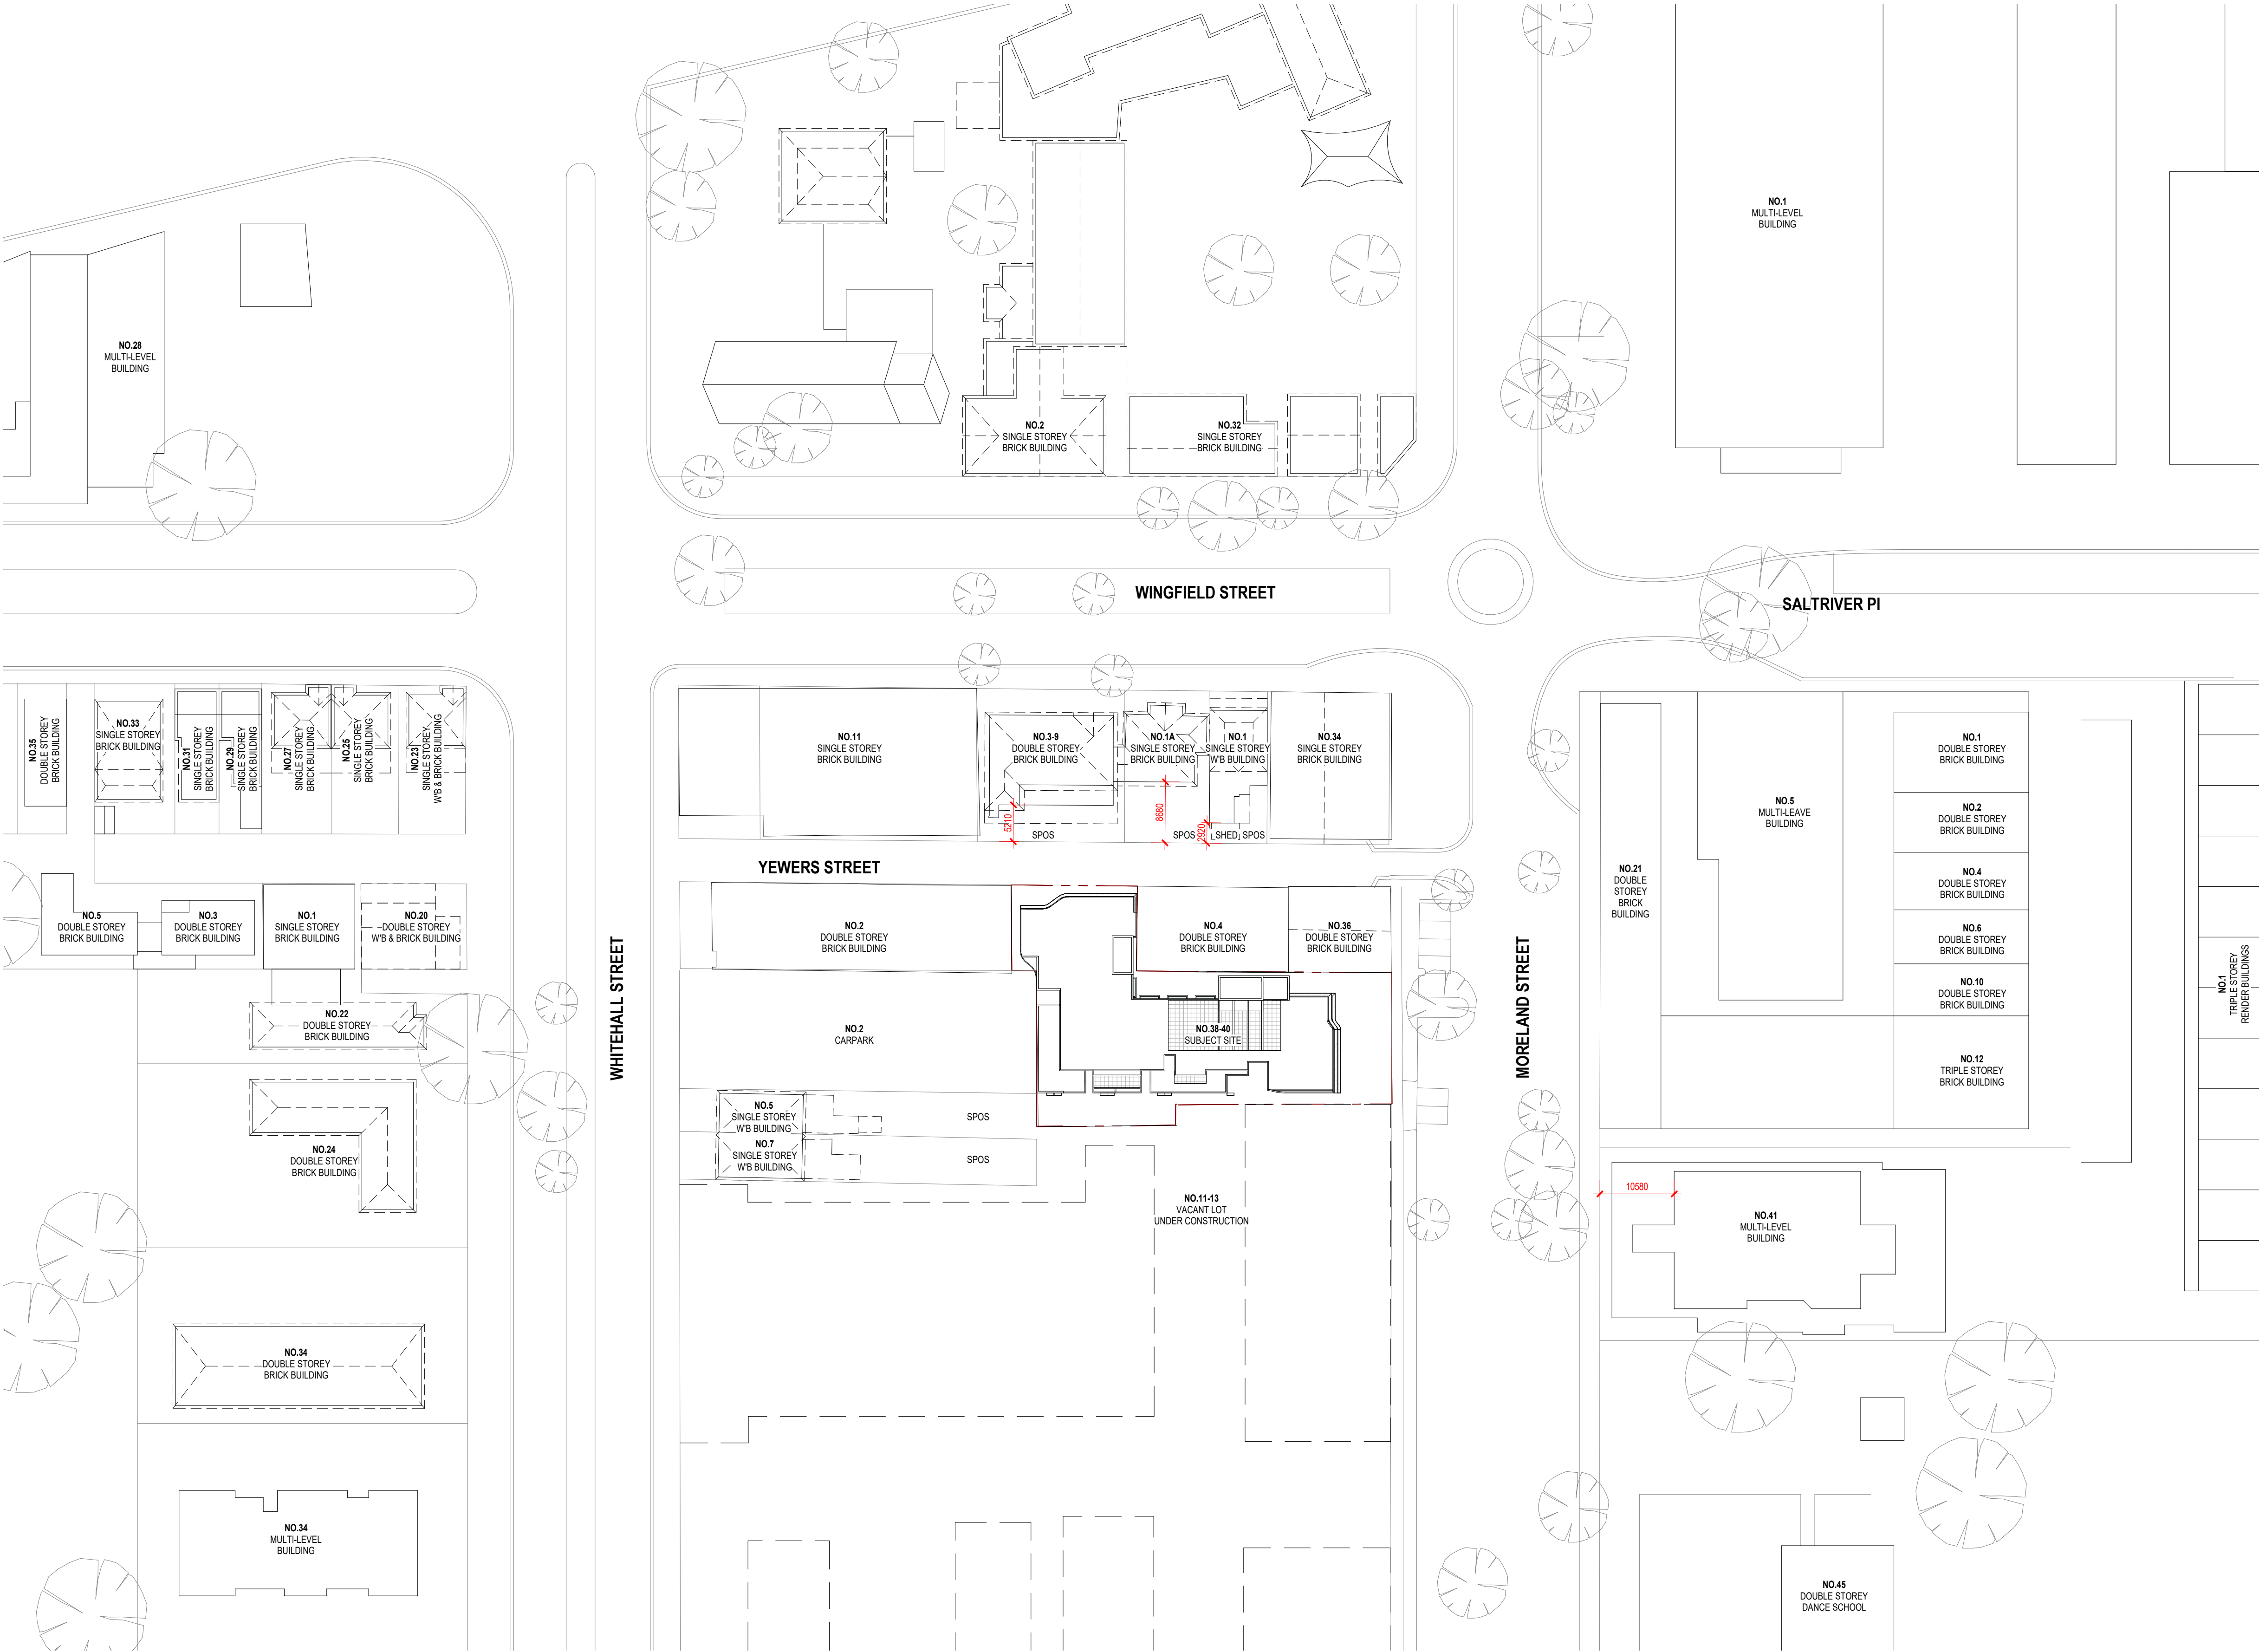 NO.1
MULTI-LEVEL
BUILDING
NO.28
MULTI-LEVEL
BUILDING
NO.2
SINGLE STOREY
BRICK BUILDING
NO.32
SINGLE STOREY
BRICK BUILDING
WINGFIELD STREET
SALTRIVER Pl
NO.35
DOUBLE STOREY
BRICK BUILDING
NO.33
SINGLE STOREY
BRICK BUILDING
NO.31
SINGLE STOREY
BRICK BUILDING
NO.29
SINGLE STOREY
BRICK BUILDING
NO.27
SINGLE STOREY
BRICK BUILDING
NO.25
SINGLE STOREY
BRICK BUILDING
NO.23
SINGLE STOREY
W'B & BRICK BUILDING
NO.11
SINGLE STOREY
BRICK BUILDING
NO.3-9
DOUBLE STOREY
BRICK BUILDING
NO.1A
SINGLE STOREY
BRICK BUILDING
NO.1
SINGLE STOREY
W'B BUILDING
NO.34
SINGLE STOREY
BRICK BUILDING
5210
8680
2920
SPOS
SPOS
SHED
SPOS
NO.5
MULTI-LEAVE
BUILDING
NO.1
DOUBLE STOREY
BRICK BUILDING
NO.2
DOUBLE STOREY
BRICK BUILDING
NO.4
DOUBLE STOREY
BRICK BUILDING
NO.6
DOUBLE STOREY
BRICK BUILDING
NO.10
DOUBLE STOREY
BRICK BUILDING
NO.12
TRIPLE STOREY
BRICK BUILDING
NO.21
DOUBLE
STOREY
BRICK
BUILDING
NO.1
TRIPLE STOREY
RENDER BUILDINGS
YEWERS STREET
NO.5
DOUBLE STOREY
BRICK BUILDING
NO.3
DOUBLE STOREY
BRICK BUILDING
NO.1
SINGLE STOREY
BRICK BUILDING
NO.20
DOUBLE STOREY
W'B & BRICK BUILDING
WHITEHALL STREET
NO.2
DOUBLE STOREY
BRICK BUILDING
NO.4
DOUBLE STOREY
BRICK BUILDING
NO.36
DOUBLE STOREY
BRICK BUILDING
MORELAND STREET
NO.22
DOUBLE STOREY
BRICK BUILDING
NO.2
CARPARK
NO.38-40
SUBJECT SITE
NO.5
SINGLE STOREY
W'B BUILDING
SPOS
NO.7
SINGLE STOREY
W'B BUILDING
SPOS
NO.24
DOUBLE STOREY
BRICK BUILDING
NO.11-13
VACANT LOT
UNDER CONSTRUCTION
10580
NO.41
MULTI-LEVEL
BUILDING
NO.34
DOUBLE STOREY
BRICK BUILDING
NO.34
MULTI-LEVEL
BUILDING
NO.45
DOUBLE STOREY
DANCE SCHOOL